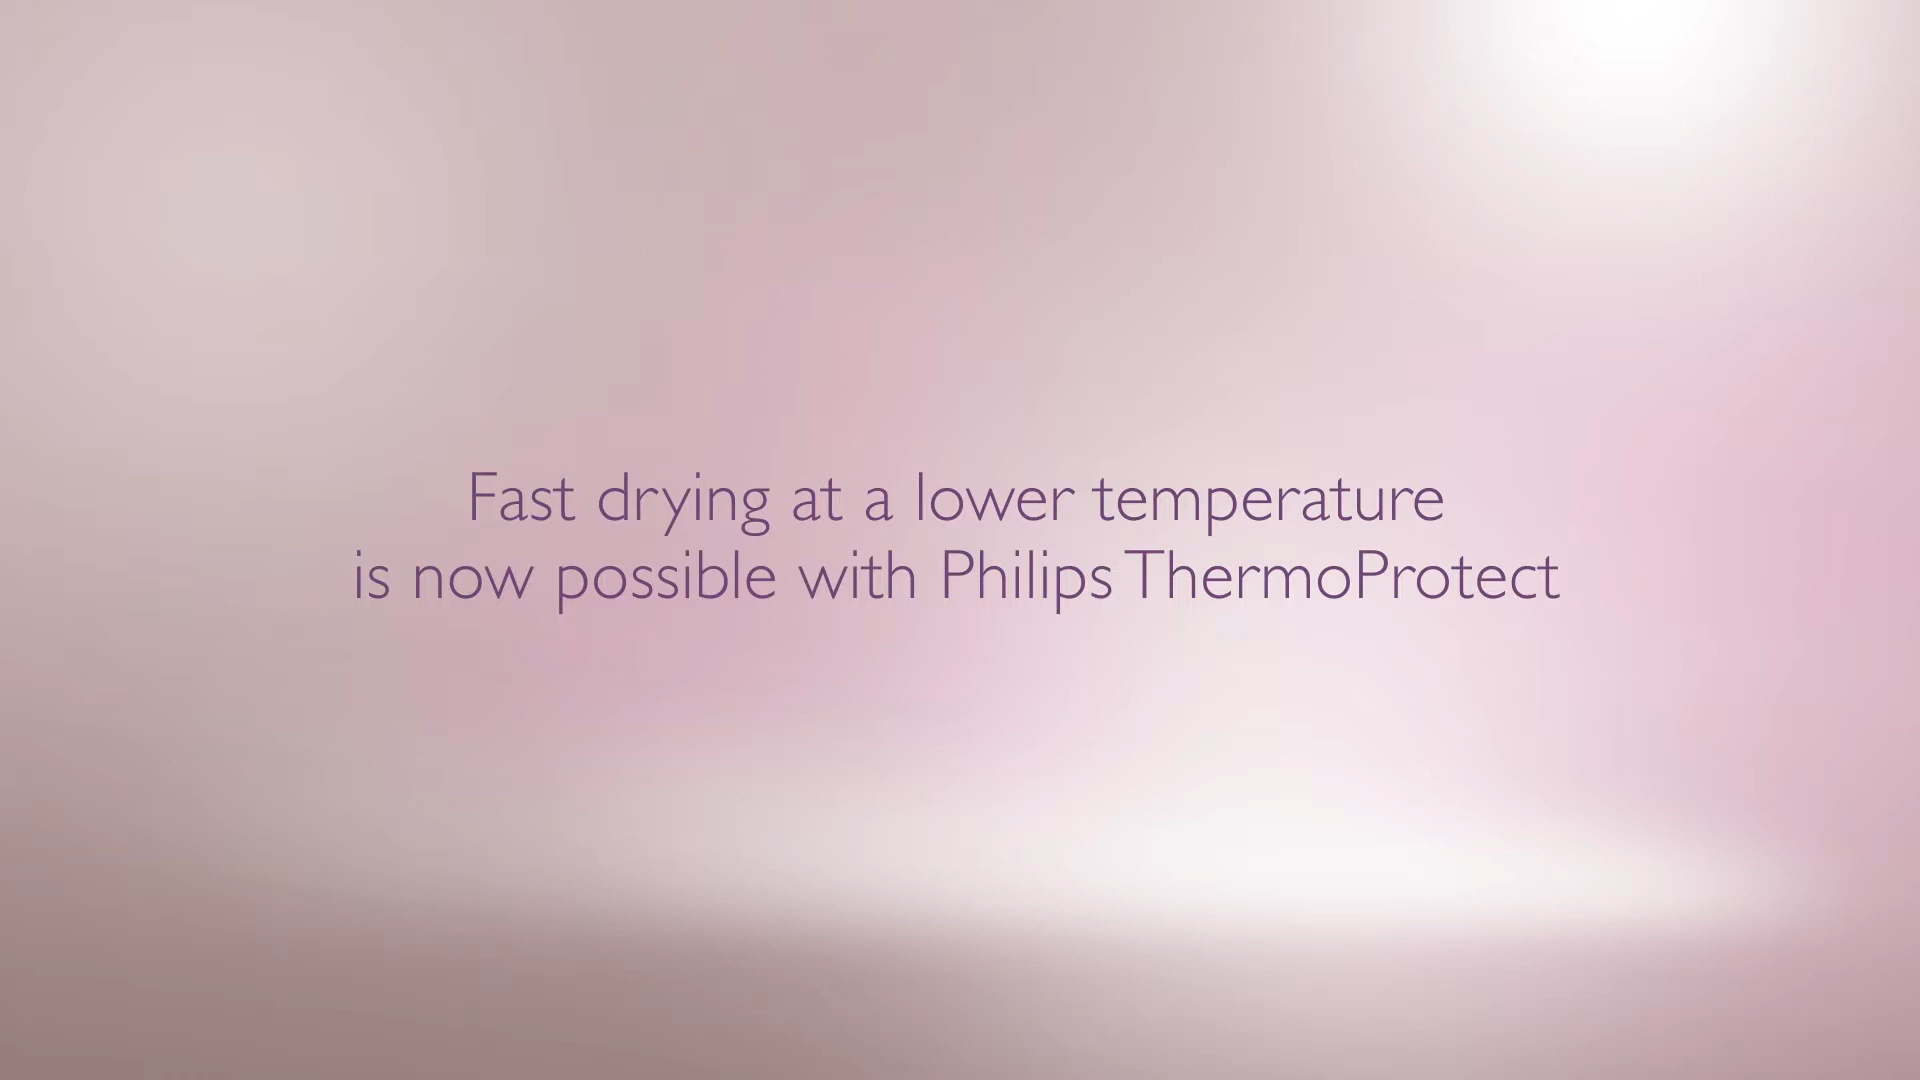 Fast drying at a lower temperature
is now possible with Philips ThermoProtect